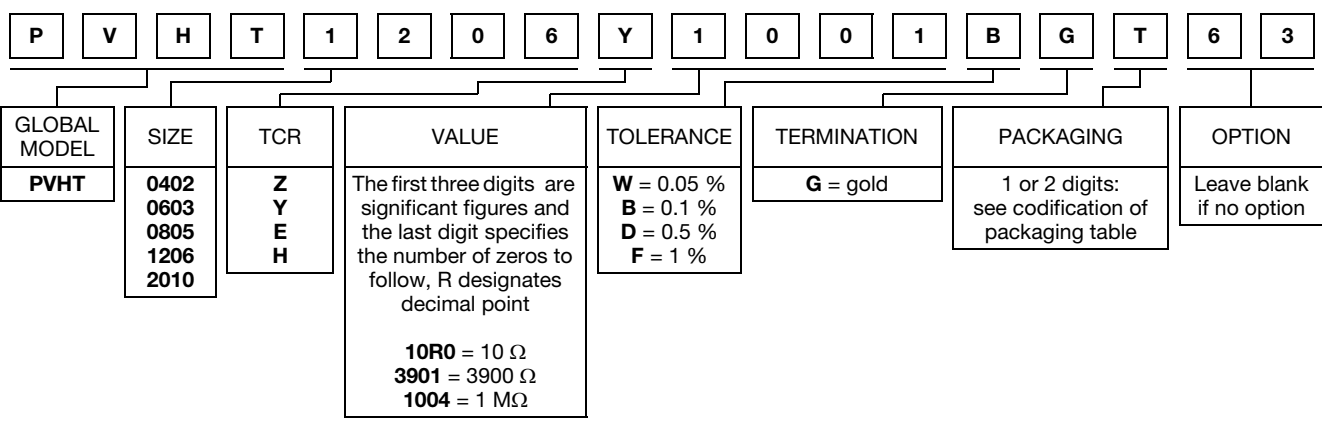 P V H T 1 2 0 6 Y 1 0 0 1 B G T 6 3
GLOBAL
MODEL
PVHT
SIZE
0402
0603
0805
1206
2010
TCR
Z
Y
E
H
VALUE
The first three digits are
significant figures and
the last digit specifies
the number of zeros to
follow, R designates
decimal point
10R0 = 10 Ω
3901 = 3900 Ω
1004 = 1 MΩ
TOLERANCE
W = 0.05 %
B = 0.1 %
D = 0.5 %
F = 1 %
TERMINATION
G = gold
PACKAGING
1 or 2 digits:
see codification of
packaging table
OPTION
Leave blank
if no option